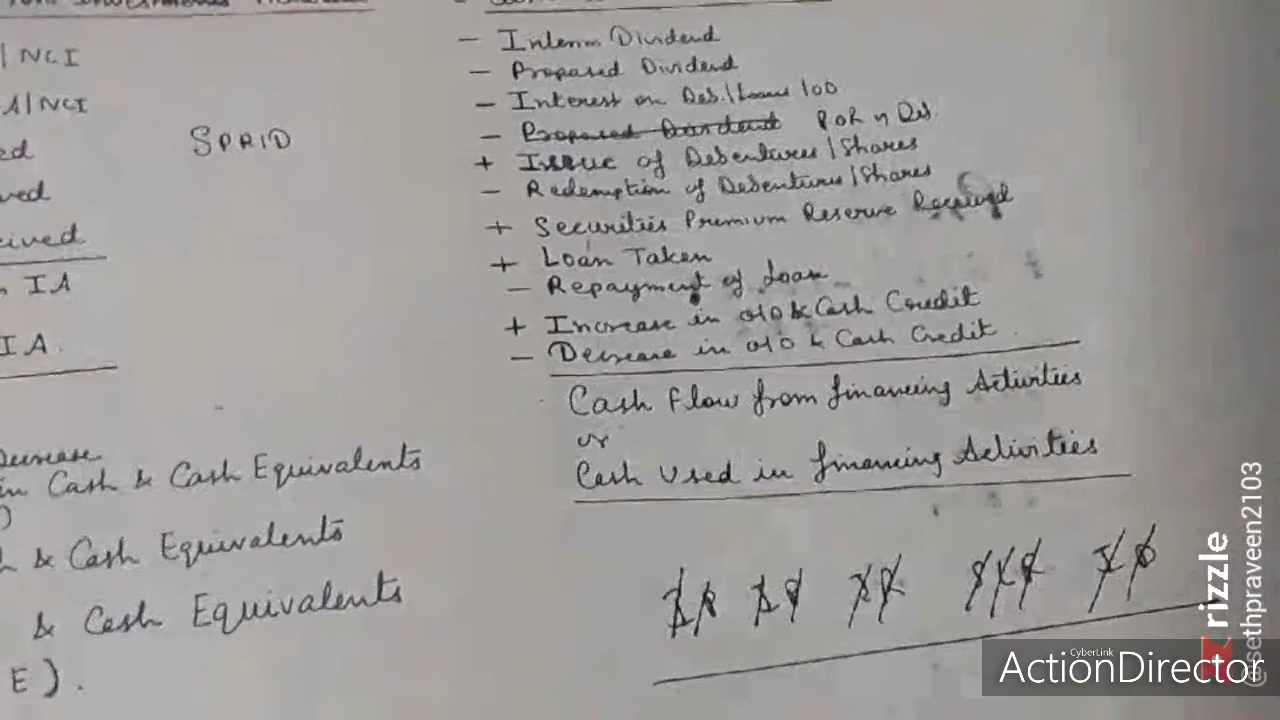 | NCI
A|NCI
SPRID
ed
ved
eived
n IA
IA.
Decrease
in Cash & Cash Equivalents
)
h & Cash Equivalents
& Cash Equivalents
E).
- Interim Dividend
- Proposed Dividend
- Interest on Deb./Loans/OD
- Proposed Dividend P on Deb.
+ Issue of Debentures/Shares
- Redemption of Debentures/Shares
+ Securities Premium Reserve Received
+ Loan Taken
- Repayment of Loan
+ Increase in O/D & Cash Credit
- Decrease in O/D & Cash Credit.
Cash Flow from financing Activities
or
Cash Used in financing Activities
rizzle
@sethpraveen2103
CyberLink
ActionDirector